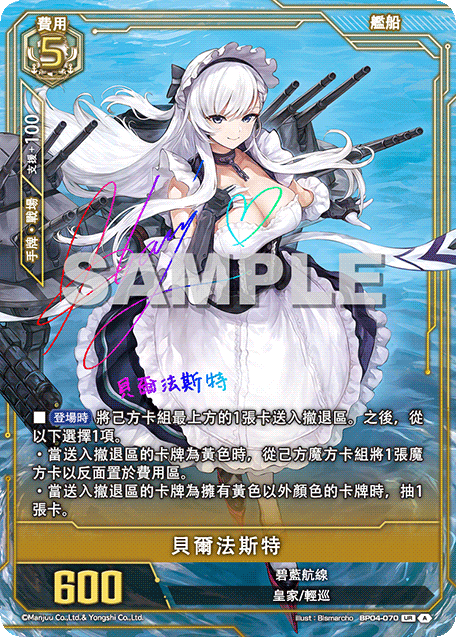 費用
5
艦船
支援+100
手牌・戰場
SAMPLE
貝爾法斯特
■ 登場時 將己方卡組最上方的1張卡送入撤退區。之後，從
以下選擇1項。
・當送入撤退區的卡牌為黃色時，從己方魔方卡組將1張魔
方卡以反面置於費用區。
・當送入撤退區的卡牌為擁有黃色以外顏色的卡牌時，抽1
張卡。
貝爾法斯特
600
碧藍航線
皇家/輕巡
©Manjuu Co.,Ltd.& Yongshi Co.,Ltd.
Illust：Bismarcho BP04-070 UR A